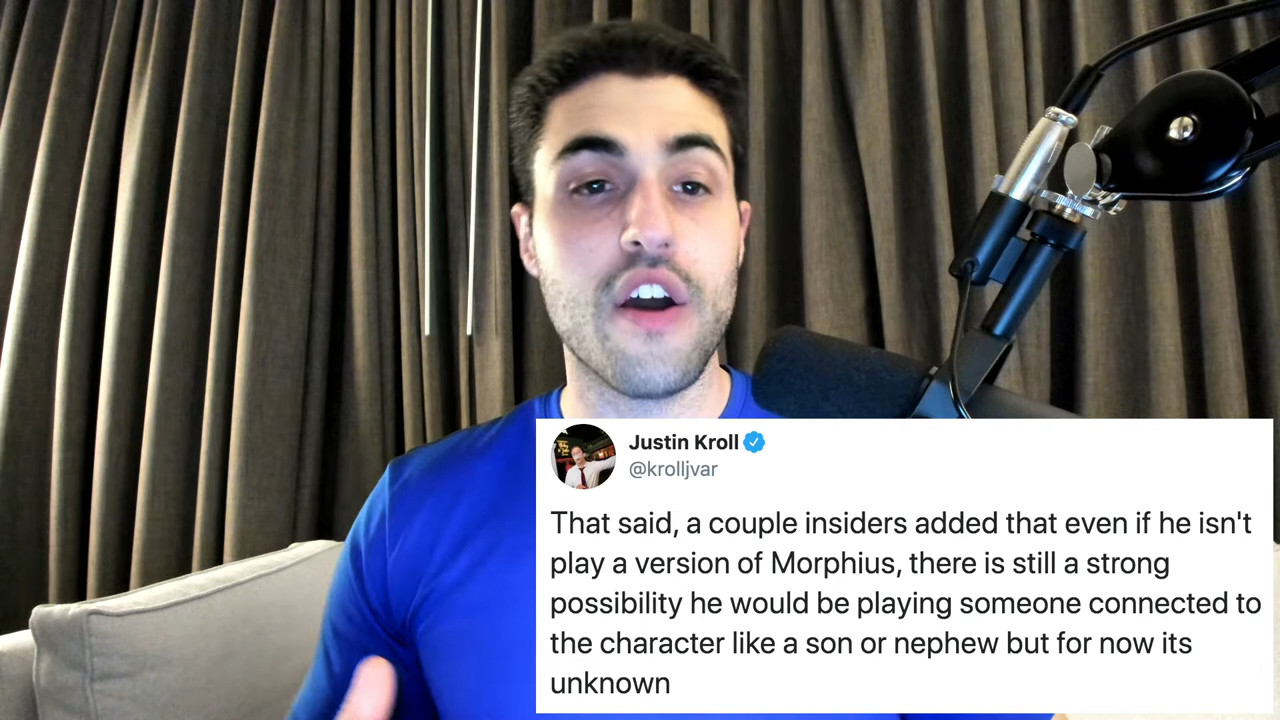 Justin Kroll
@krolljvar
That said, a couple insiders added that even if he isn't
play a version of Morphius, there is still a strong
possibility he would be playing someone connected to
the character like a son or nephew but for now its
unknown